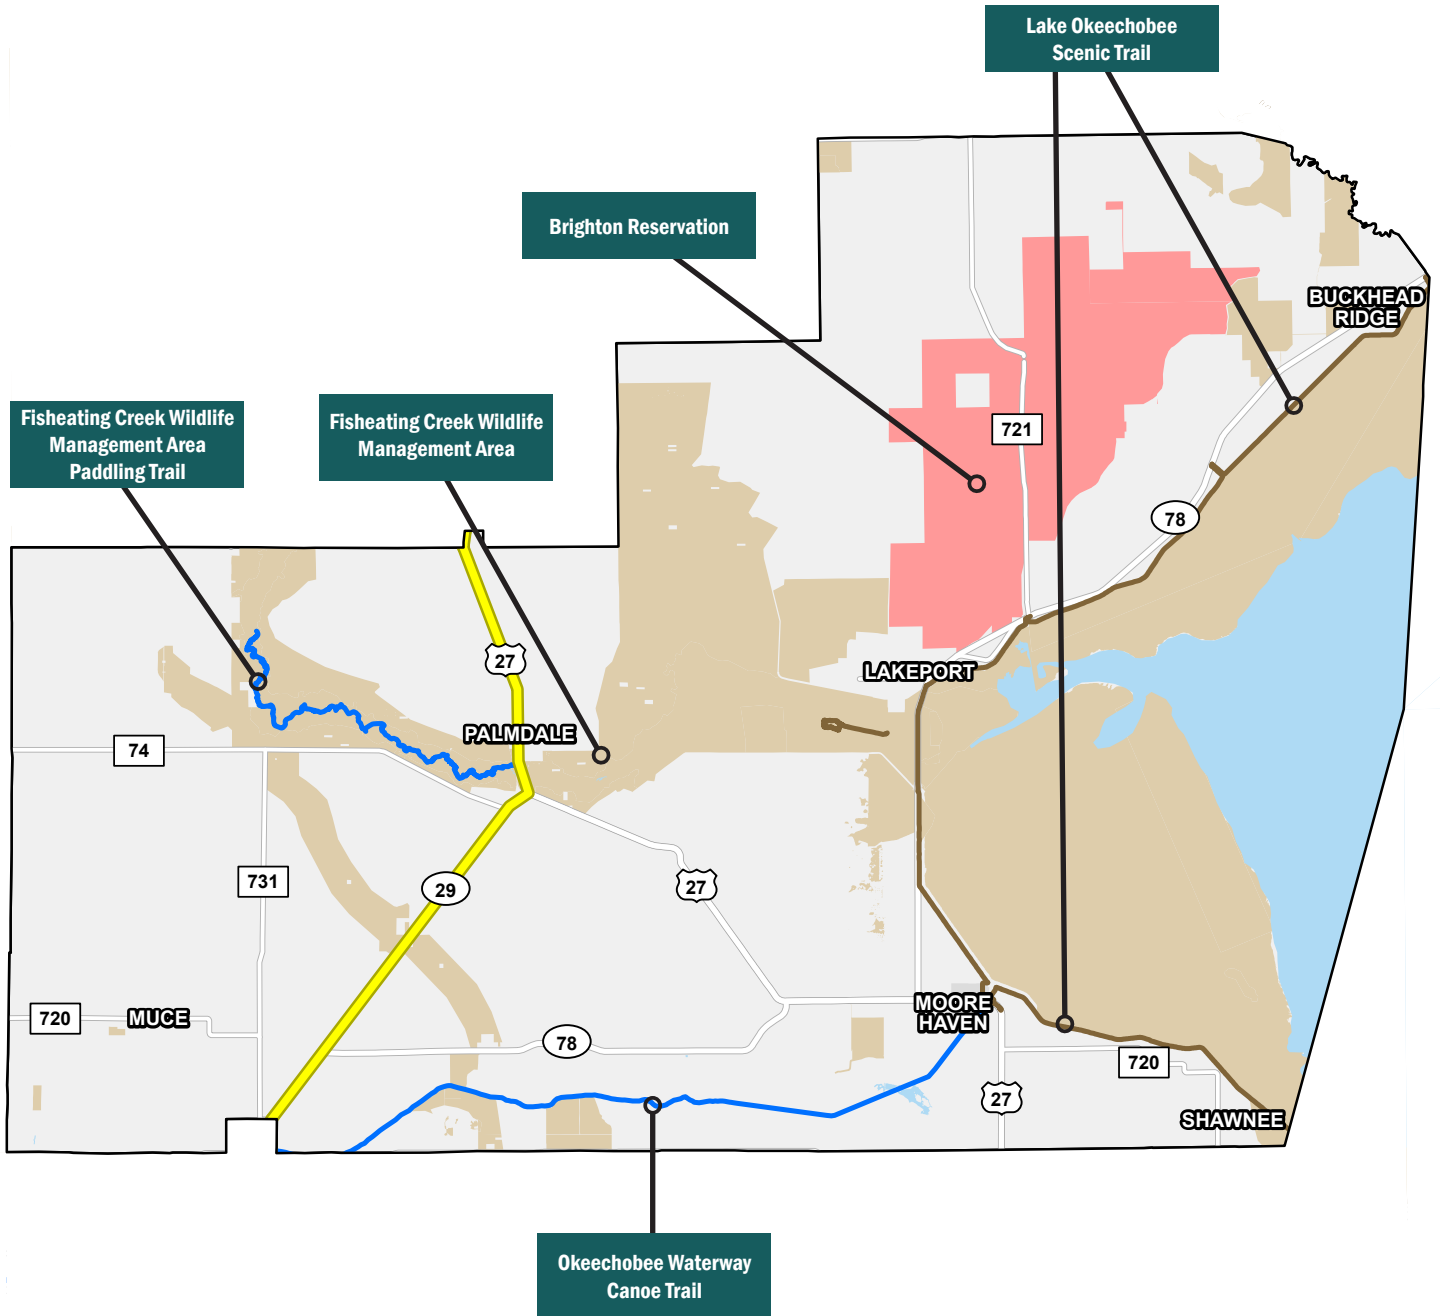 Lake Okeechobee
Scenic Trail
Brighton Reservation
BUCKHEAD
RIDGE
Fisheating Creek Wildlife
Management Area
Paddling Trail
Fisheating Creek Wildlife
Management Area
721
78
27
LAKEPORT
PALMDALE
74
731
29
27
720
MUCE
MOORE
HAVEN
78
720
27
SHAWNEE
Okeechobee Waterway
Canoe Trail